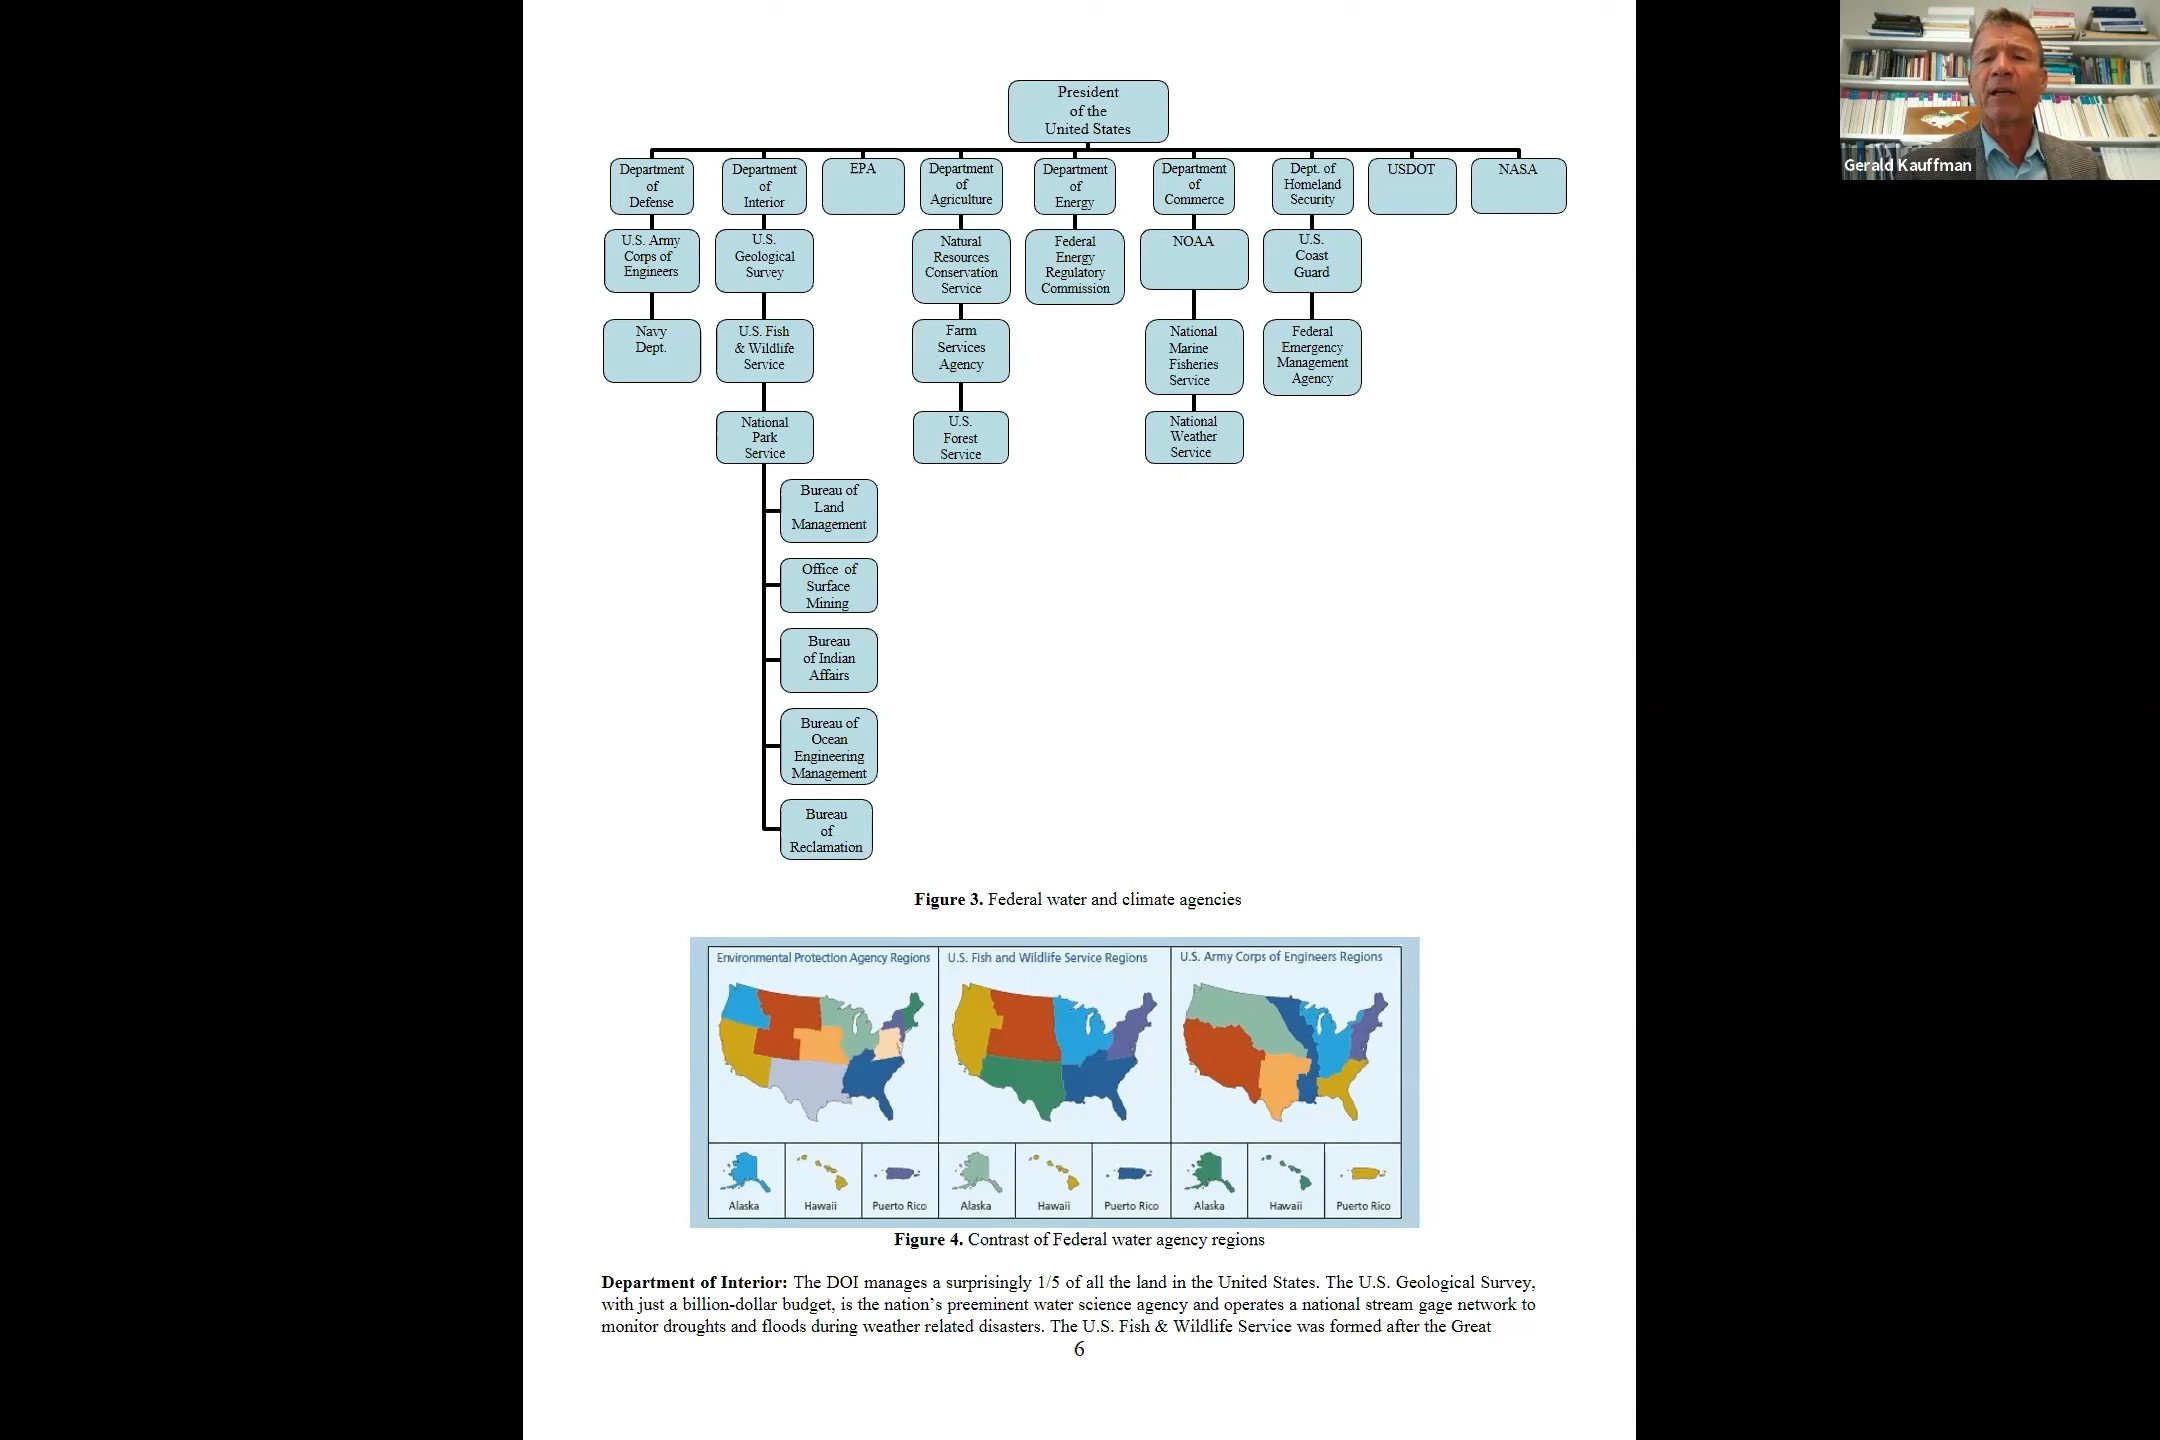 President
of the
United States
Department
of
Defense
Department
of
Interior
EPA
Department
of
Agriculture
Department
of
Energy
Department
of
Commerce
Dept. of
Homeland
Security
USDOT
NASA
U.S. Army
Corps of
Engineers
U.S.
Geological
Survey
Natural
Resources
Conservation
Service
Federal
Energy
Regulatory
Commission
NOAA
U.S.
Coast
Guard
Navy
Dept.
U.S. Fish
& Wildlife
Service
Farm
Services
Agency
National
Marine
Fisheries
Service
Federal
Emergency
Management
Agency
National
Park
Service
U.S.
Forest
Service
National
Weather
Service
Bureau of
Land
Management
Office of
Surface
Mining
Bureau
of Indian
Affairs
Bureau of
Ocean
Engineering
Management
Bureau
of
Reclamation
Figure 3. Federal water and climate agencies
Environmental Protection Agency Regions
U.S. Fish and Wildlife Service Regions
U.S. Army Corps of Engineers Regions
Alaska
Hawaii
Puerto Rico
Alaska
Hawaii
Puerto Rico
Alaska
Hawaii
Puerto Rico
Figure 4. Contrast of Federal water agency regions
Department of Interior: The DOI manages a surprisingly 1/5 of all the land in the United States. The U.S. Geological Survey,
with just a billion-dollar budget, is the nation’s preeminent water science agency and operates a national stream gage network to
monitor droughts and floods during weather related disasters. The U.S. Fish & Wildlife Service was formed after the Great
6
Gerald Kauffman